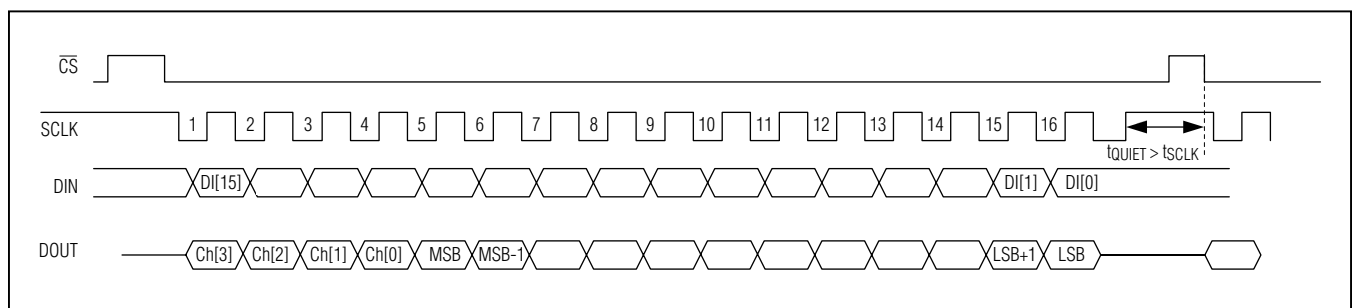 CS
SCLK 1 2 3 4 5 6 7 8 9 10 11 12 13 14 15 16
tQUIET > tSCLK
DIN DI[15] DI[1] DI[0]
DOUT Ch[3] Ch[2] Ch[1] Ch[0] MSB MSB-1 LSB+1 LSB